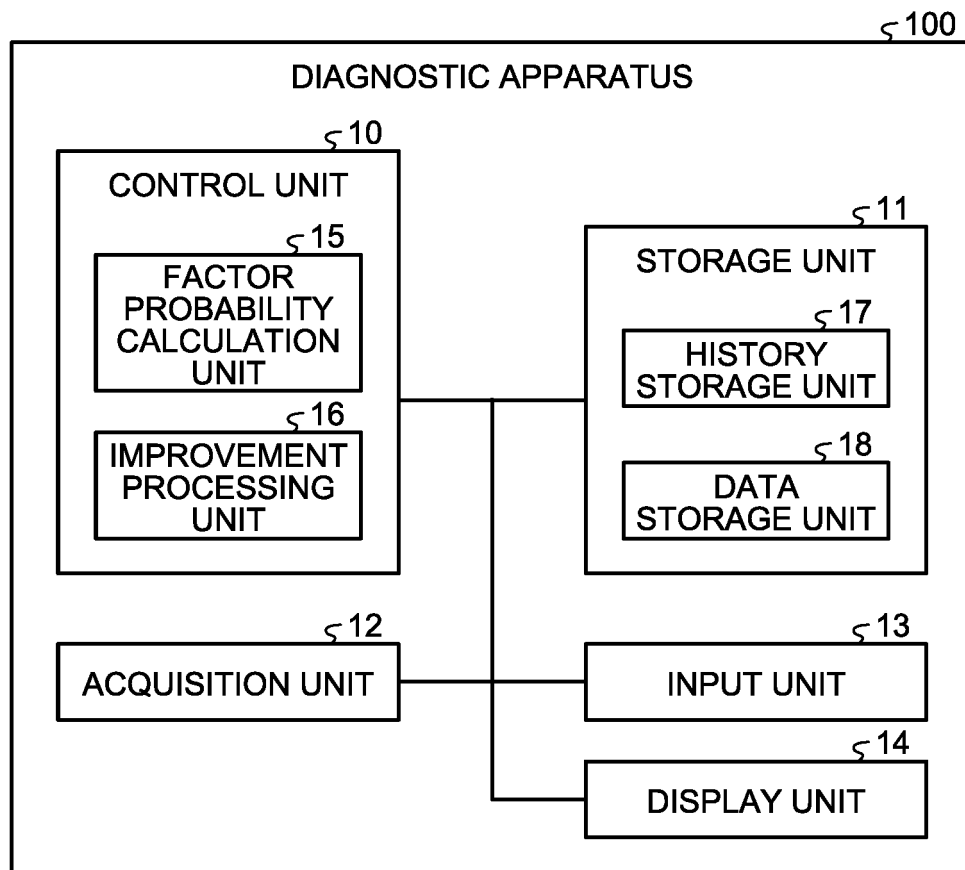 100
DIAGNOSTIC APPARATUS
10
CONTROL UNIT
15
FACTOR
PROBABILITY
CALCULATION
UNIT
16
IMPROVEMENT
PROCESSING
UNIT
11
STORAGE UNIT
17
HISTORY
STORAGE UNIT
18
DATA
STORAGE UNIT
12
ACQUISITION UNIT
13
INPUT UNIT
14
DISPLAY UNIT